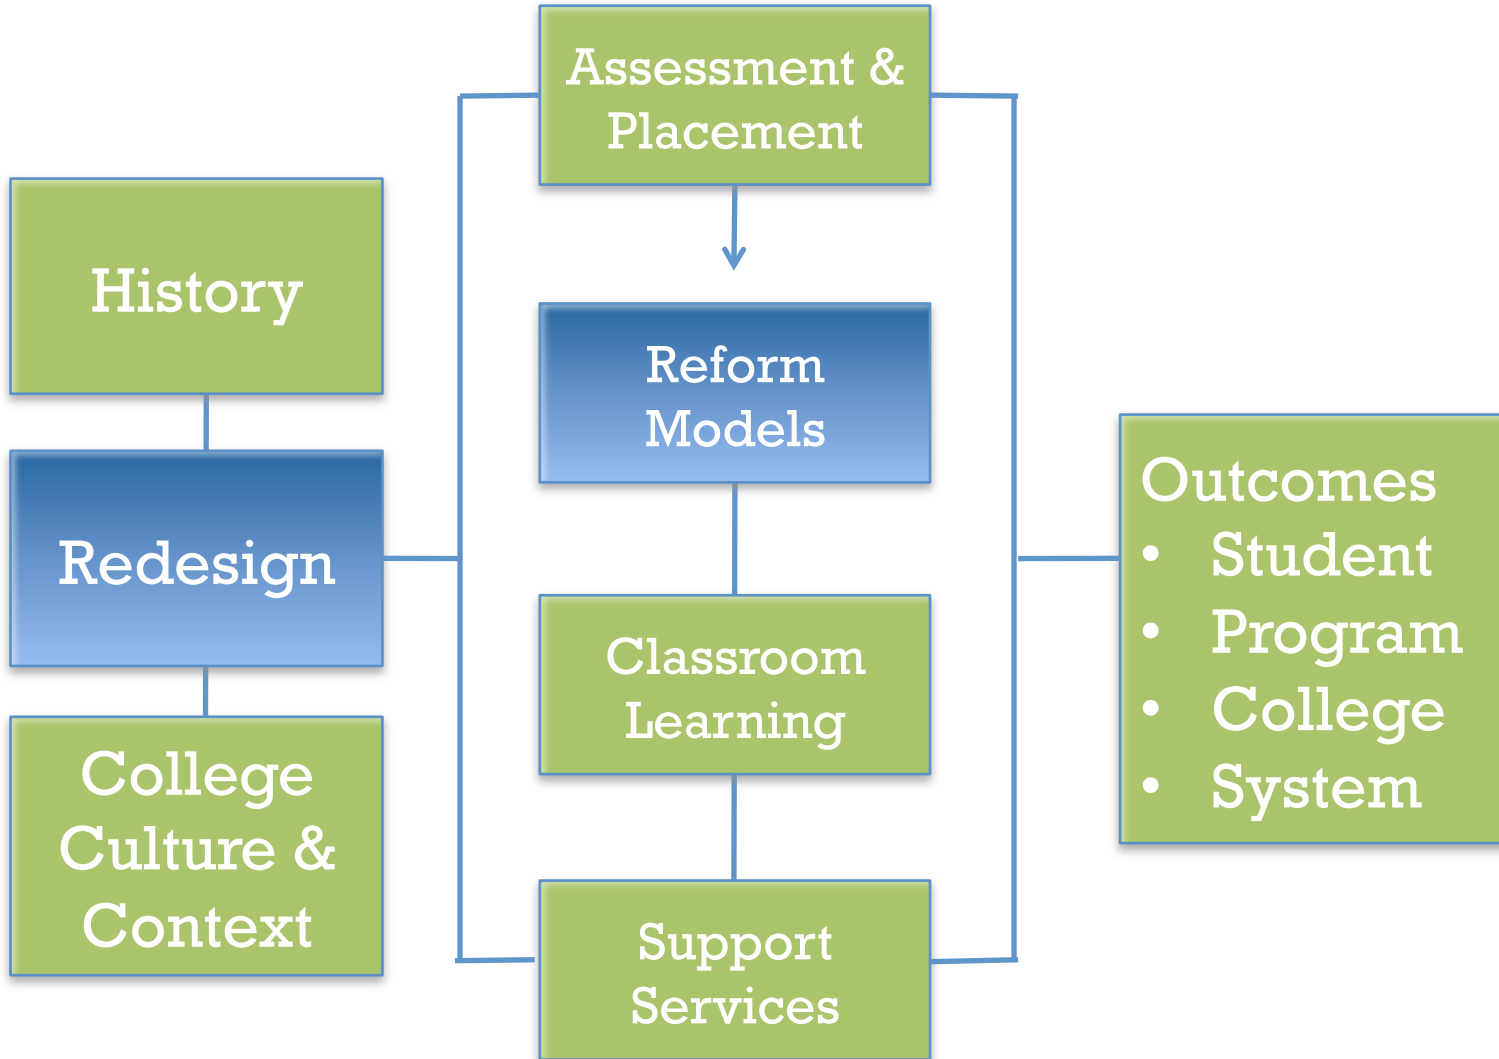 History
Redesign
College
Culture &
Context
Assessment &
Placement
Reform
Models
Classroom
Learning
Support
Services
Outcomes
• Student
• Program
• College
• System